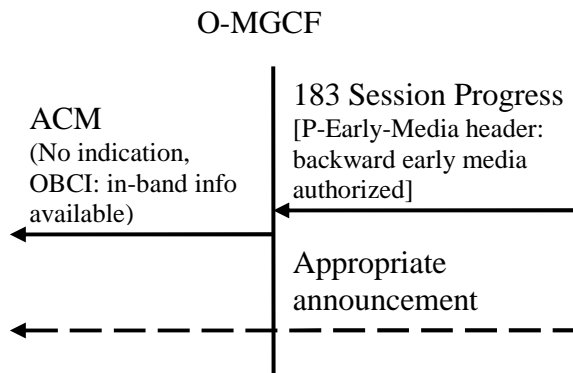 O-MGCF
ACM
(No indication,
OBCI: in-band info
available)
183 Session Progress
[P-Early-Media header:
backward early media
authorized]
Appropriate
announcement